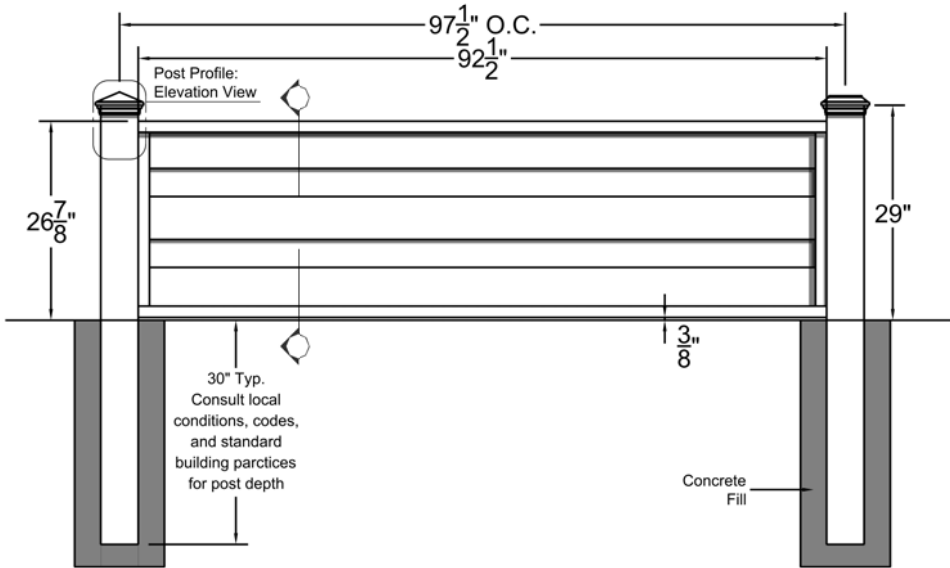 97 1/2" O.C.
92 1/2"
Post Profile:
Elevation View
26 7/8"
29"
3/8"
30" Typ.
Consult local
conditions, codes,
and standard
building parctices
for post depth
Concrete
Fill